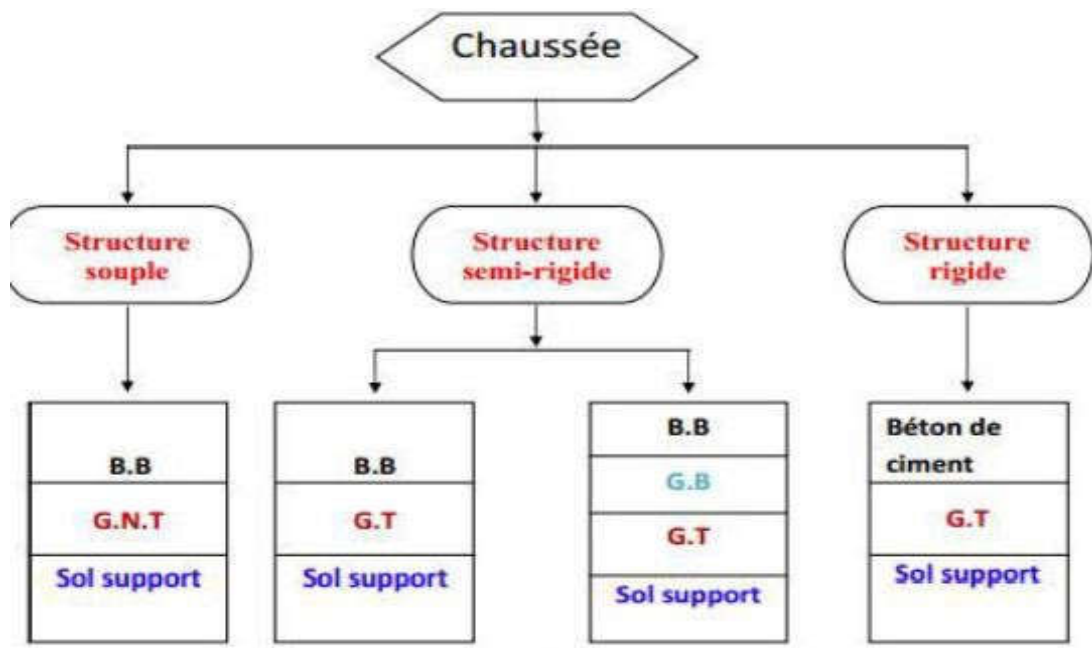 Chaussée
Structure
souple
Structure
semi-rigide
Structure
rigide
B.B
G.N.T
Sol support
B.B
G.T
Sol support
B.B
G.B
G.T
Sol support
Béton de
ciment
G.T
Sol support